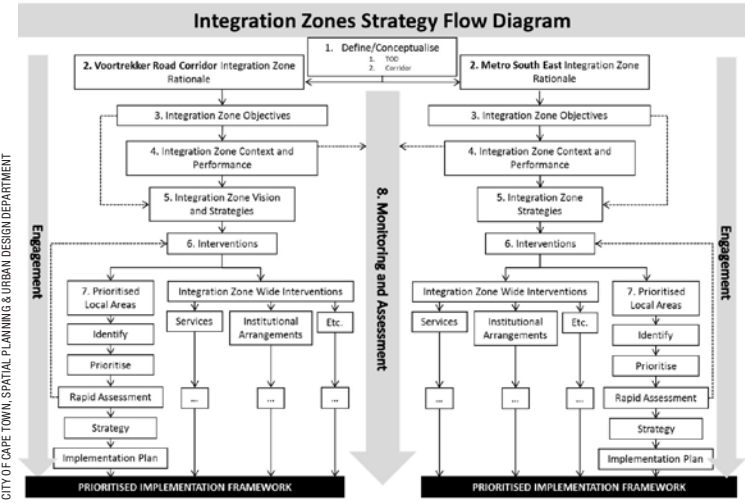 Integration Zones Strategy Flow Diagram
1. Define/Conceptualise
1. TOD
2. Corridor
2. Voortrekker Road Corridor Integration Zone
Rationale
3. Integration Zone Objectives
4. Integration Zone Context and
Performance
5. Integration Zone Vision
and Strategies
6. Interventions
7. Prioritised
Local Areas
Identify
Prioritise
Rapid Assessment
Strategy
Implementation Plan
Integration Zone Wide Interventions
Services
Institutional
Arrangements
Etc.
...
...
...
PRIORITISED IMPLEMENTATION FRAMEWORK
Engagement
8. Monitoring and Assessment
2. Metro South East Integration Zone
Rationale
3. Integration Zone Objectives
4. Integration Zone Context and
Performance
5. Integration Zone
Strategies
6. Interventions
Integration Zone Wide Interventions
Services
Institutional
Arrangements
Etc.
...
...
...
7. Prioritised
Local Areas
Identify
Prioritise
Rapid Assessment
Strategy
Implementation Plan
PRIORITISED IMPLEMENTATION FRAMEWORK
Engagement
CITY OF CAPE TOWN, SPATIAL PLANNING & URBAN DESIGN DEPARTMENT